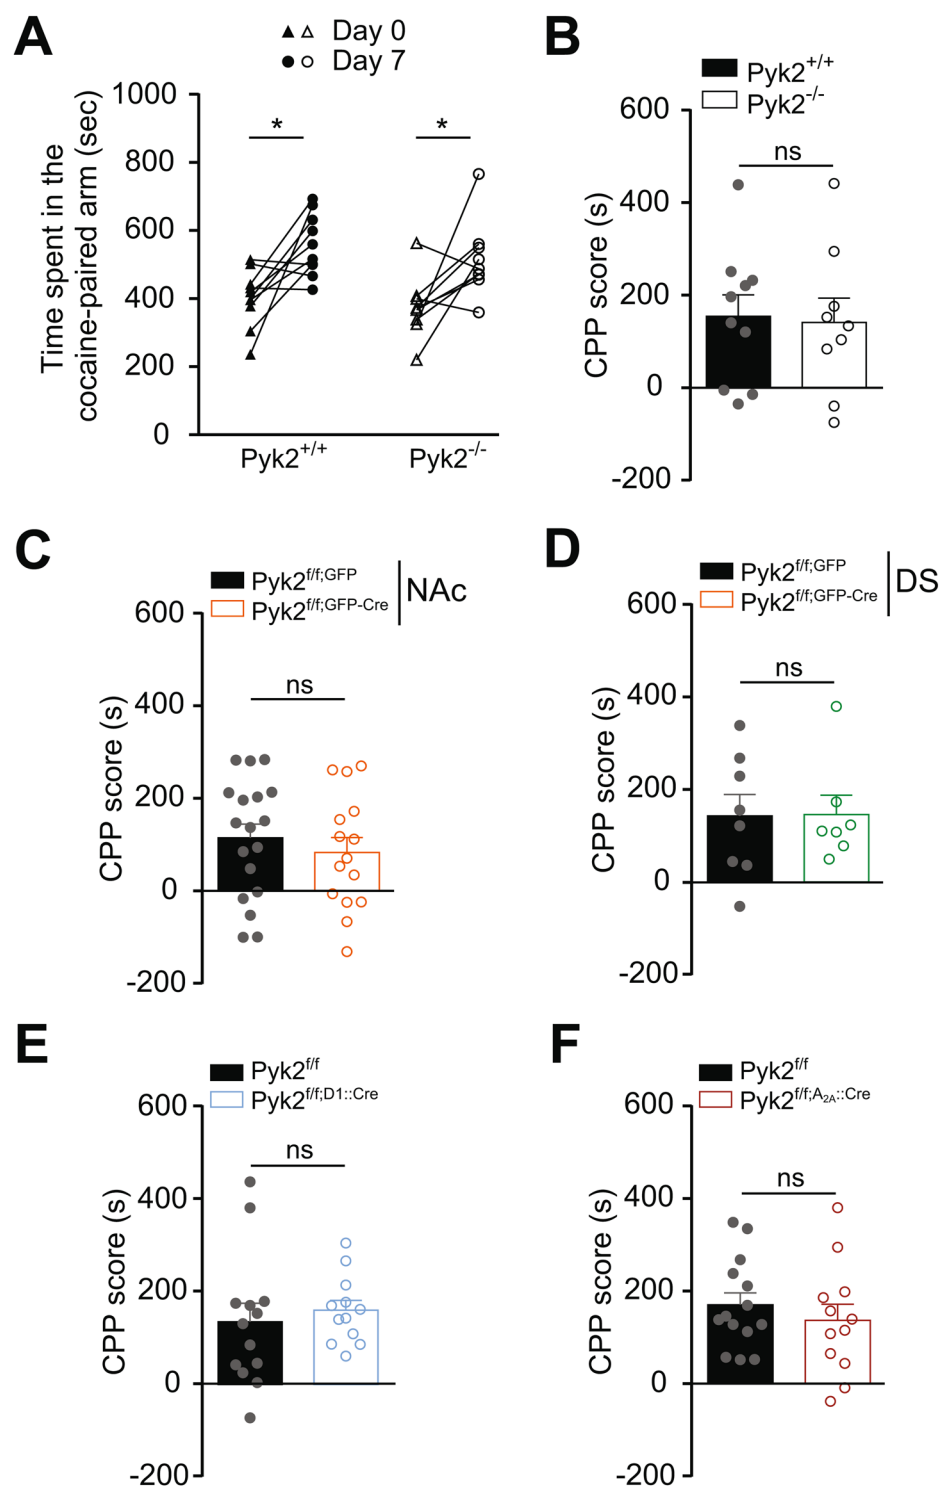 A
Day 0
Day 7
Time spent in the
cocaine-paired arm (sec)
1000
800
600
400
200
0
*
*
Pyk2+/+
Pyk2-/-
B
Pyk2+/+
Pyk2-/-
CPP score (s)
600
400
200
0
-200
ns
C
Pyk2f/f;GFP
Pyk2f/f;GFP-Cre
NAc
CPP score (s)
600
400
200
0
-200
ns
D
Pyk2f/f;GFP
Pyk2f/f;GFP-Cre
DS
CPP score (s)
600
400
200
0
-200
ns
E
Pyk2f/f
Pyk2f/f;D1::Cre
CPP score (s)
600
400
200
0
-200
ns
F
Pyk2f/f
Pyk2f/f;A2A::Cre
CPP score (s)
600
400
200
0
-200
ns